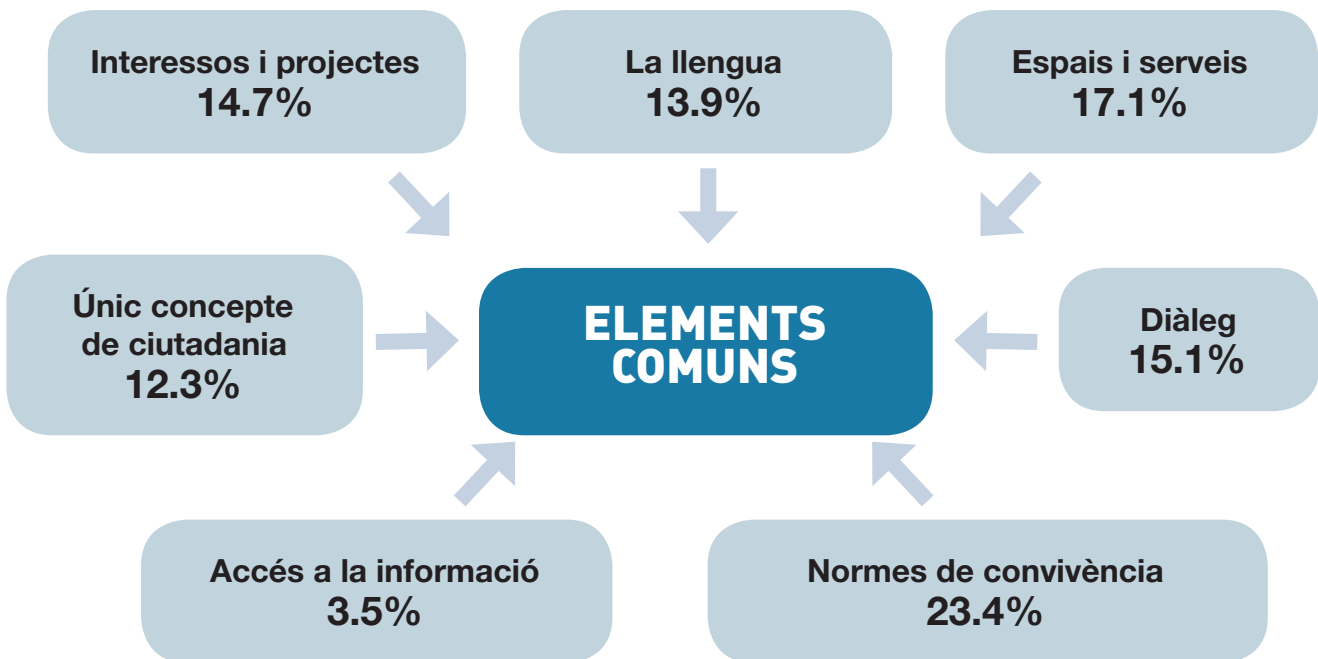 Interessos i projectes
14.7%
La llengua
13.9%
Espais i serveis
17.1%
Únic concepte
de ciutadania
12.3%
ELEMENTS
COMUNS
Diàleg
15.1%
Accés a la informació
3.5%
Normes de convivència
23.4%